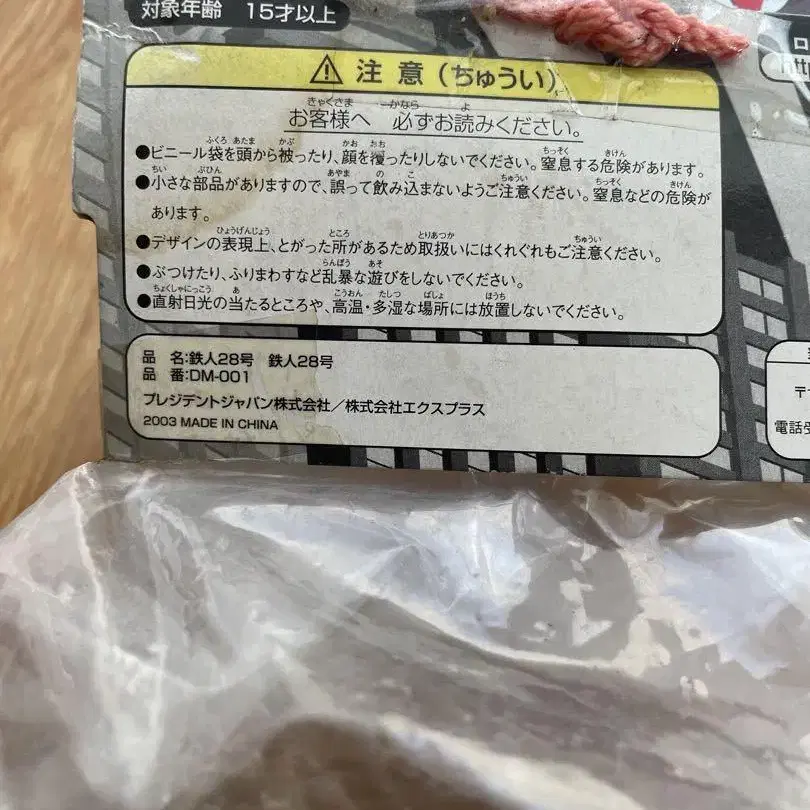 対象年齢 15才以上
注意(ちゅうい)
お客様へ 必ずお読みください。
●ビニール袋を頭から被ったり、顔を覆ったりしないでください。窒息する危険があります。
●小さな部品がありますので、誤って飲み込まないようご注意ください。窒息などの危険が
あります。
●デザインの表現上、とがった所があるため取扱いにはくれぐれもご注意ください。
●ぶつけたり、ふりまわすなど乱暴な遊びをしないでください。
●直射日光の当たるところや、高温・多湿な場所には放置しないでください。
品 名:鉄人28号 鉄人28号
品 番:DM-001
プレジデントジャパン株式会社/株式会社エクスプラス
2003 MADE IN CHINA
〒
電話受